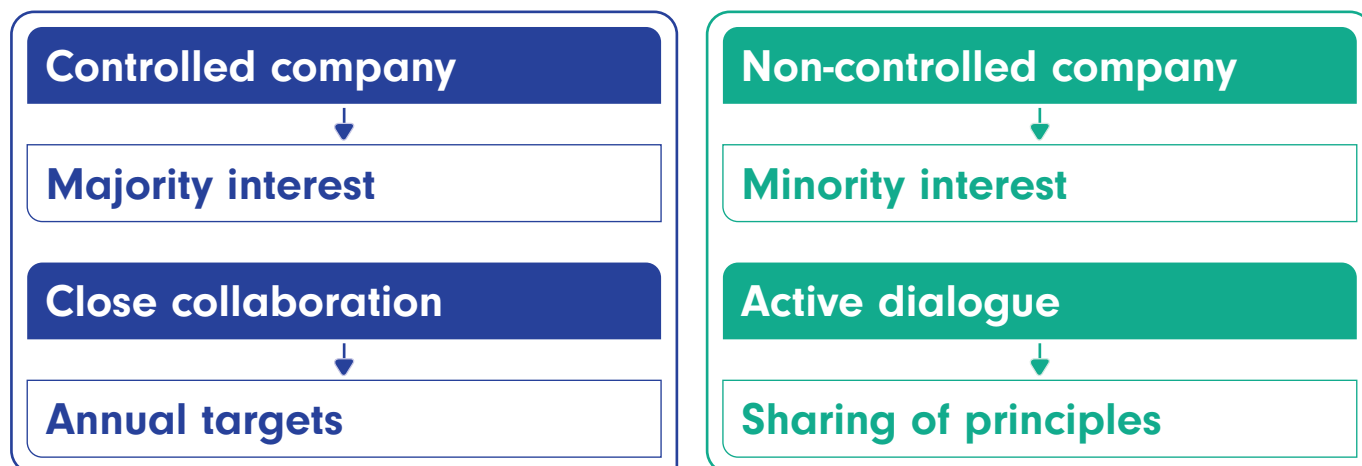 Controlled company
Majority interest
Close collaboration
Annual targets
Non-controlled company
Minority interest
Active dialogue
Sharing of principles